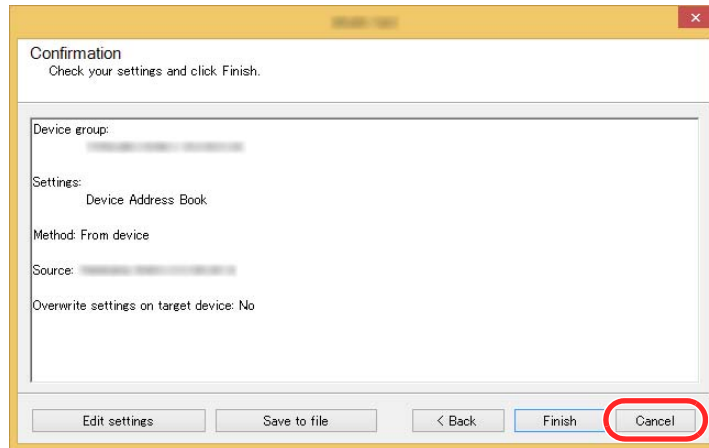 Confirmation
Check your settings and click Finish.
Device group:
Settings:
Device Address Book
Method: From device
Source:
Overwrite settings on target device: No
Edit settings
Save to file
< Back
Finish
Cancel